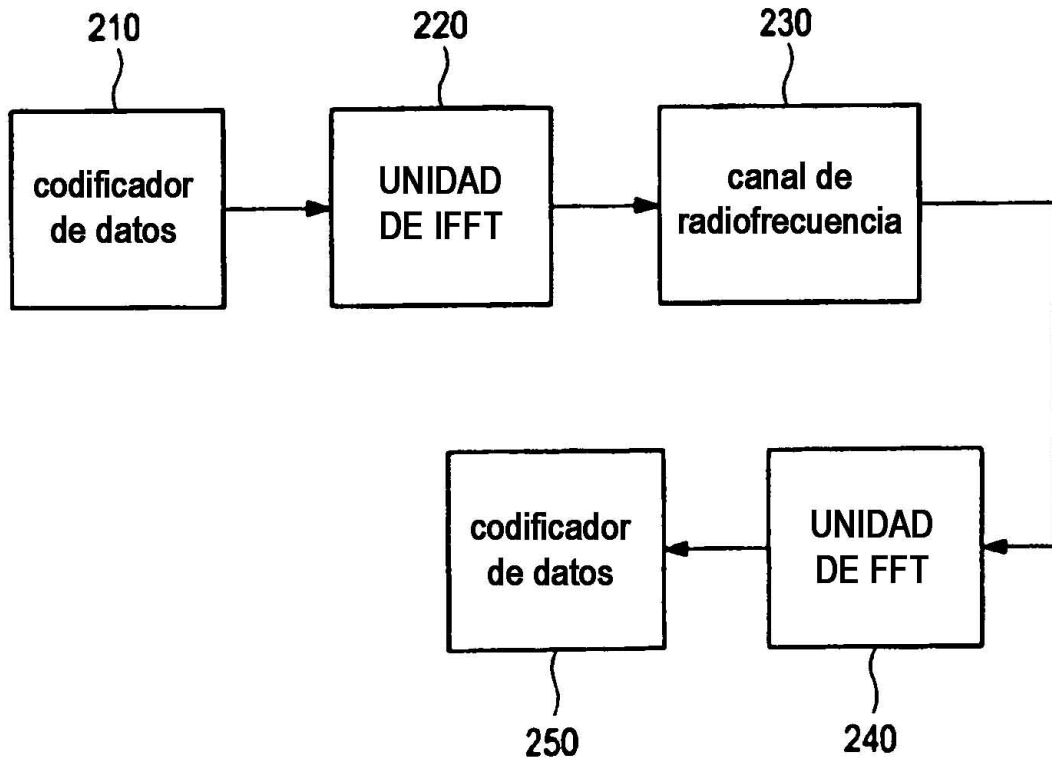 210
220
230
codificador
de datos
UNIDAD
DE IFFT
canal de
radiofrecuencia
codificador
de datos
UNIDAD
DE FFT
250
240